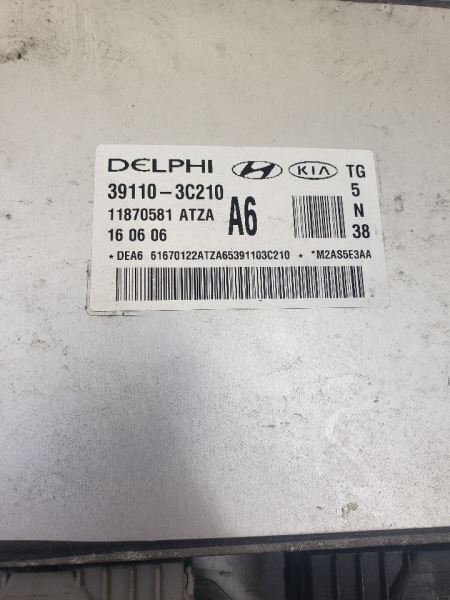 DELPHI KIA TG
39110-3C210 5
11870581 ATZA A6 N
16 06 06 38
* DEA6 61670122ATZA65391103C210 * *M2AS5E3AA